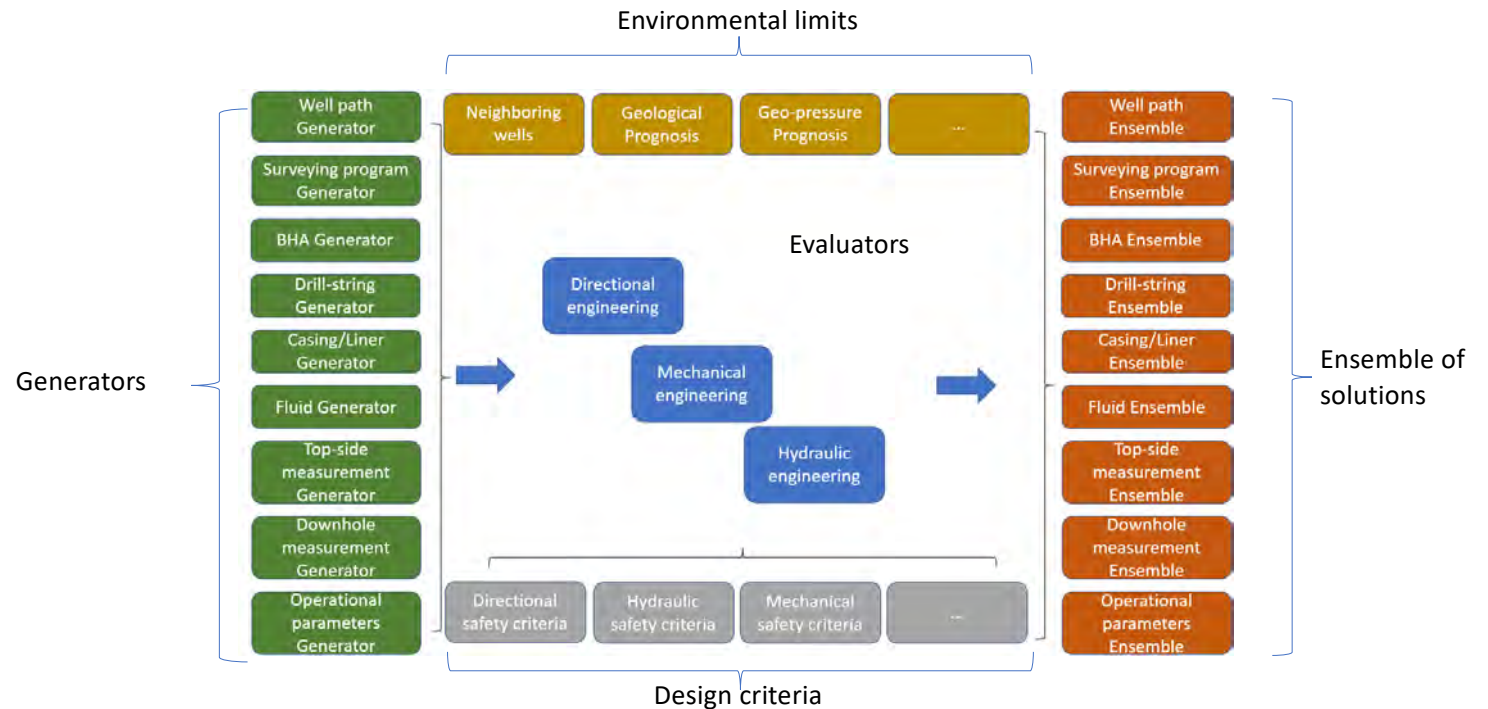 Environmental limits
Generators
Well path
Generator
Surveying program
Generator
BHA Generator
Drill-string
Generator
Casing/Liner
Generator
Fluid Generator
Top-side
measurement
Generator
Downhole
measurement
Generator
Operational
parameters
Generator
Neighboring
wells
Geological
Prognosis
Geo-pressure
Prognosis
...
Evaluators
Directional
engineering
Mechanical
engineering
Hydraulic
engineering
Directional
safety criteria
Hydraulic
safety criteria
Mechanical
safety criteria
...
Design criteria
Well path
Ensemble
Surveying program
Ensemble
BHA Ensemble
Drill-string
Ensemble
Casing/Liner
Ensemble
Fluid Ensemble
Top-side
measurement
Ensemble
Downhole
measurement
Ensemble
Operational
parameters
Ensemble
Ensemble of
solutions